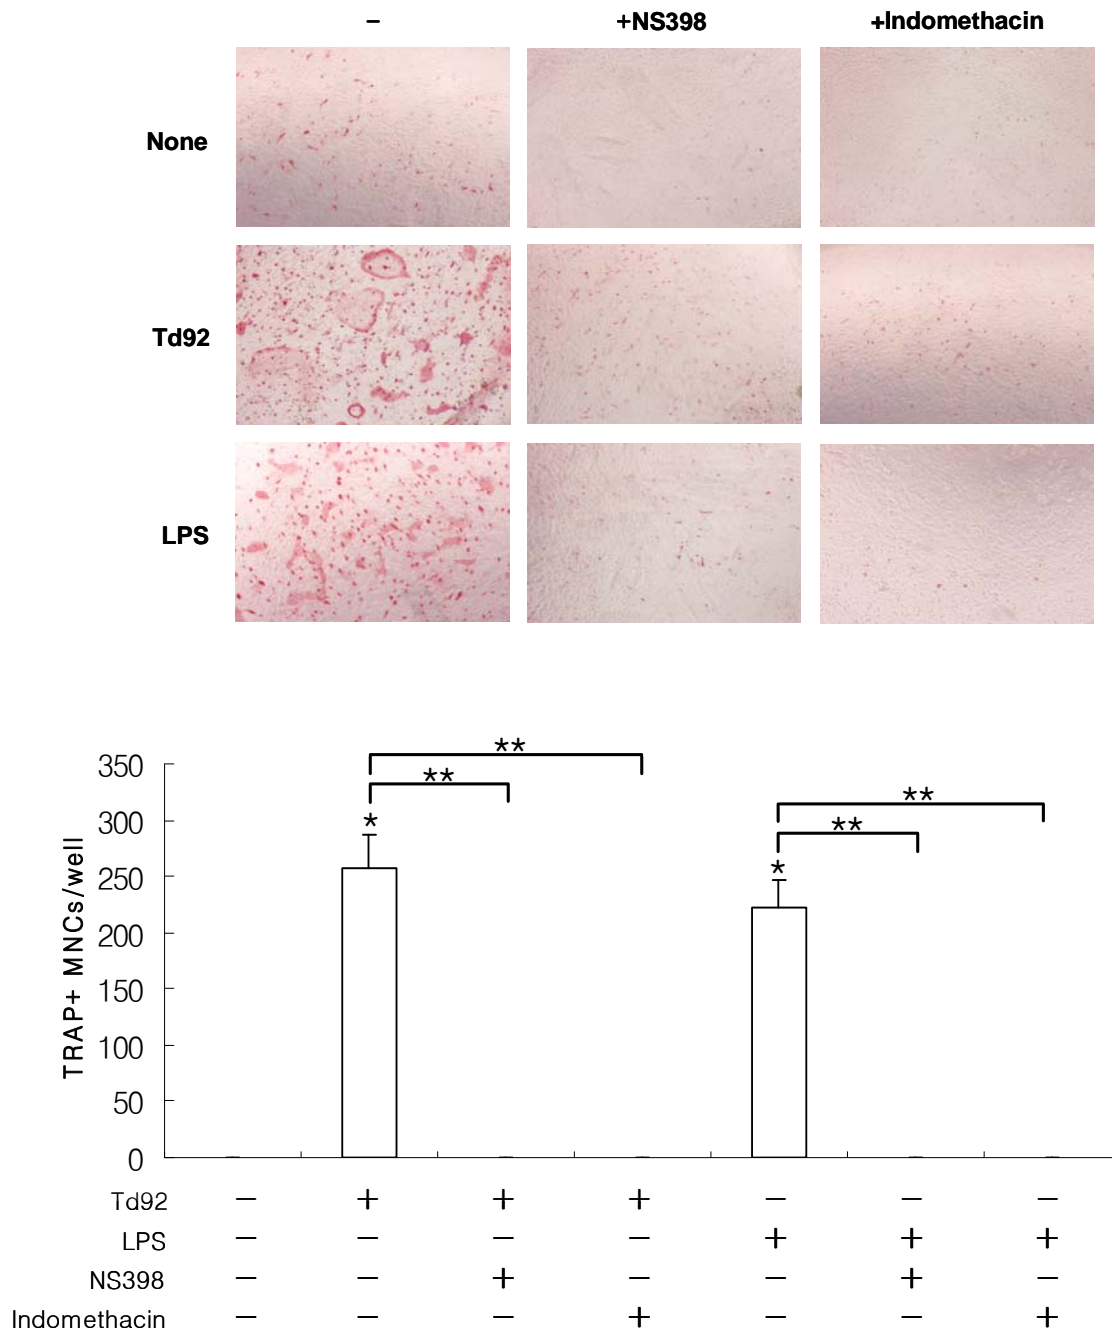 − +NS398 +Indomethacin
None
Td92
LPS
350
300
250
200
150
100
50
0
TRAP+ MNCs/well
**
**
*
**
**
*
Td92 − + + + − − −
LPS − − − − + + +
NS398 − − + − − + −
Indomethacin − − − + − − +